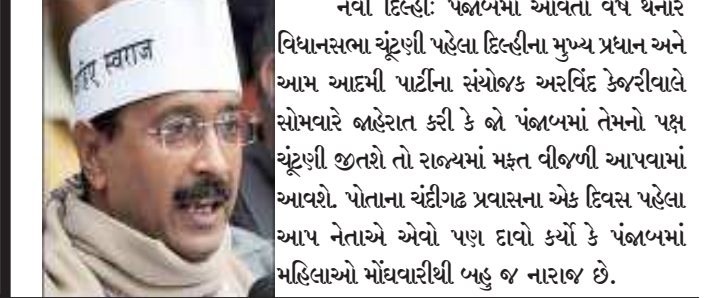 स्वराज
નવી દિલ્હીઃ પંજાબમાં આવતા વર્ષે થનારી
વિધાનસભા ચૂંટણી પહેલા દિલ્હીના મુખ્ય પ્રધાન અને
આમ આદમી પાર્ટીના સંયોજક અરવિંદ કેજરીવાલે
સોમવારે જાહેરાત કરી કે જો પંજાબમાં તેમનો પક્ષ
ચૂંટણી જીતશે તો રાજ્યમાં મફત વીજળી આપવામાં
આવશે. પોતાના ચંદીગઢ પ્રવાસના એક દિવસ પહેલા
આપ નેતાએ એવો પણ દાવો કર્યો કે પંજાબમાં
મહિલાઓ મોંઘવારીથી બહુ જ નારાજ છે.